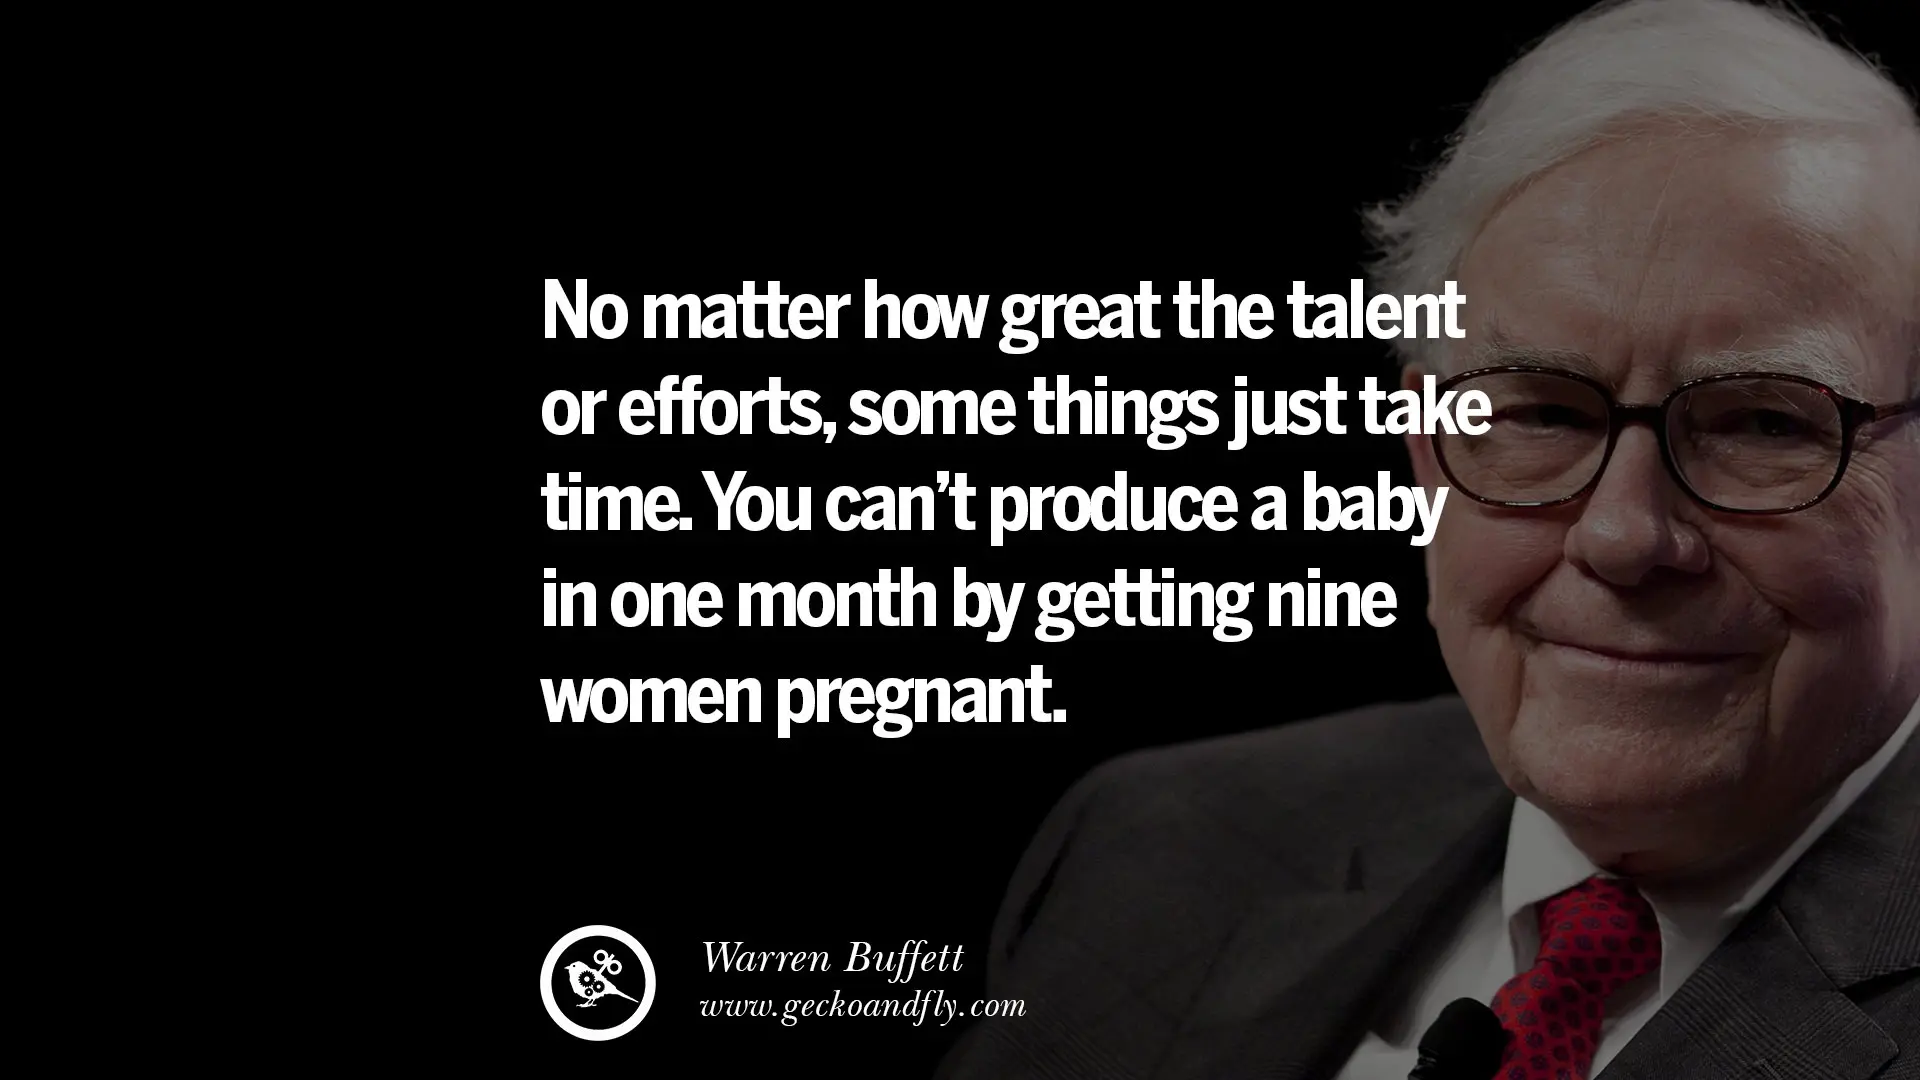 No matter how great the talent
or efforts, some things just take
time. You can’t produce a baby
in one month by getting nine
women pregnant.
Warren Buffett
www.geckoandfly.com